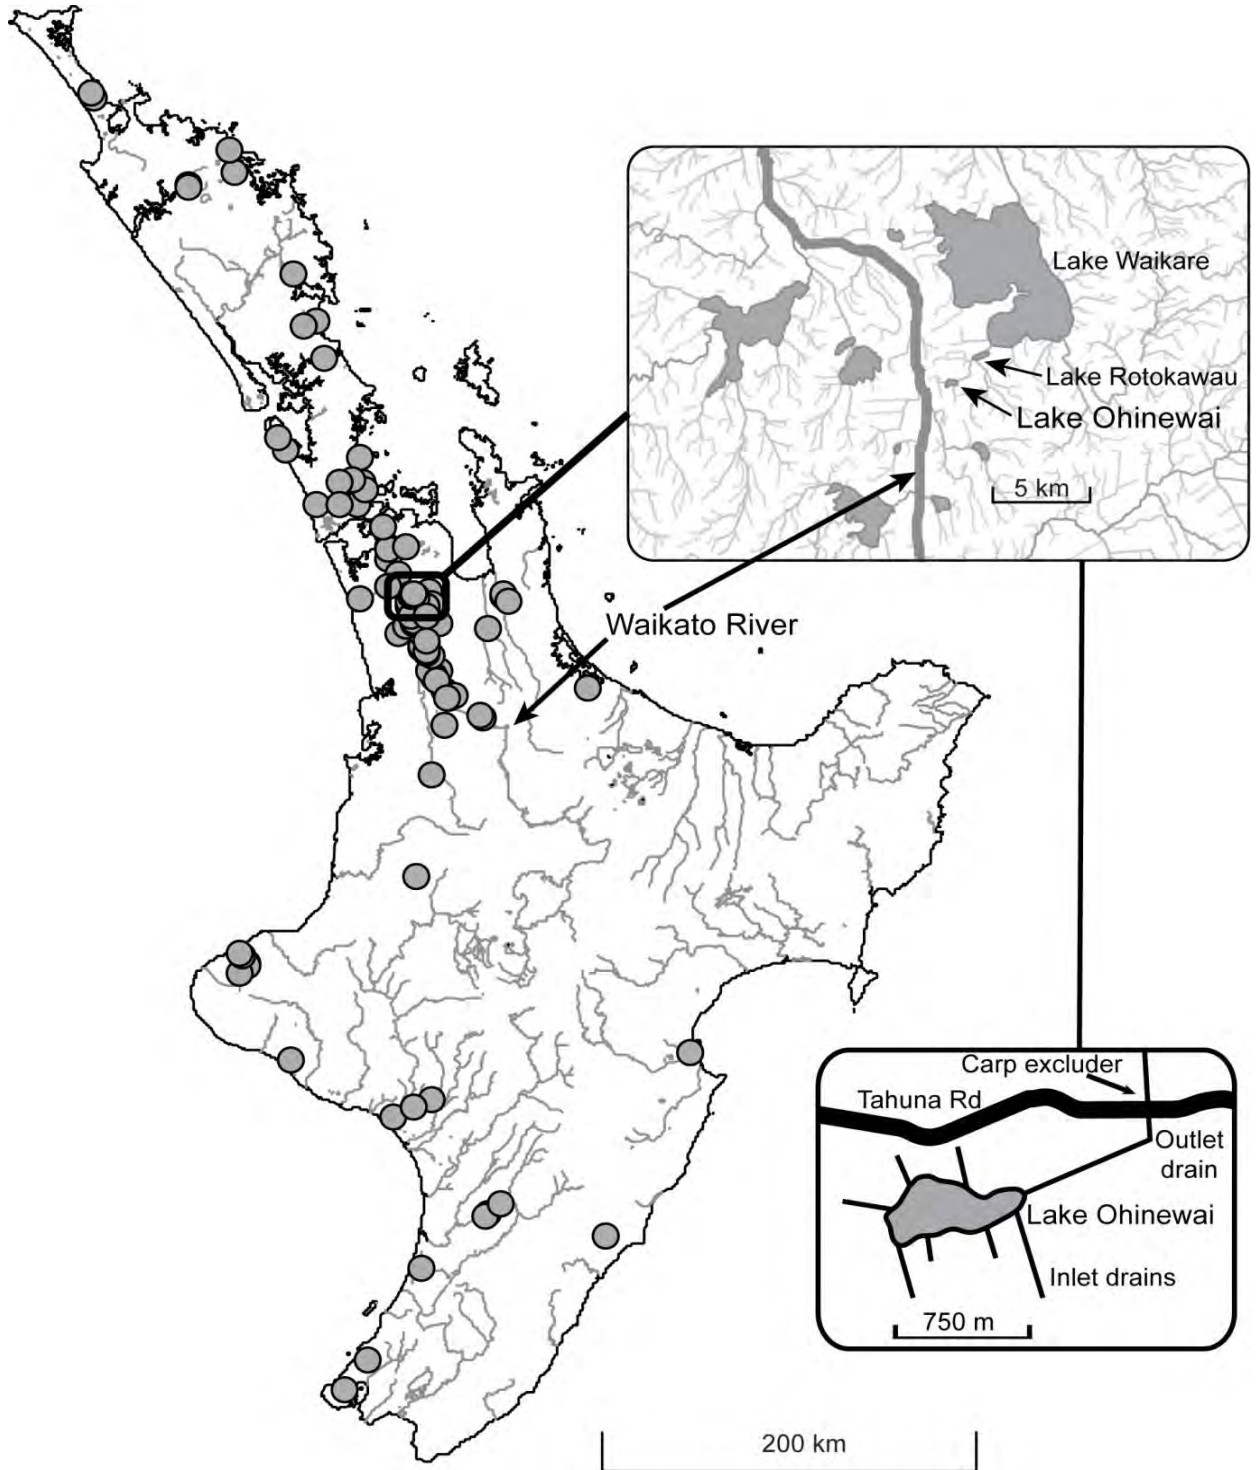 Lake Waikare
Lake Rotokawau
Lake Ohinewai
5 km
Waikato River
Carp excluder
Tahuna Rd
Outlet
drain
Lake Ohinewai
Inlet drains
750 m
200 km